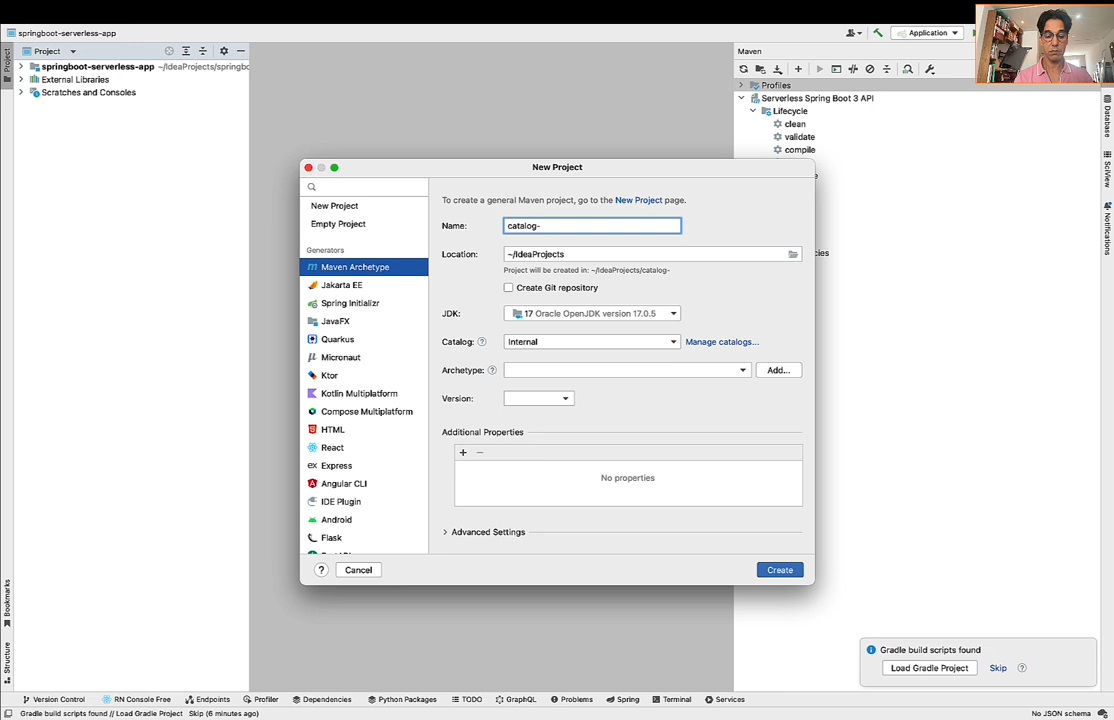 springboot-serverless-app
Application
Project
Project
springboot-serverless-app ~/IdeaProjects/springbc
External Libraries
Scratches and Consoles
Maven
Profiles
Serverless Spring Boot 3 API
Lifecycle
clean
validate
compile
Database
SciView
Notifications
New Project
New Project
Empty Project
Generators
Maven Archetype
Jakarta EE
Spring Initializr
JavaFX
Quarkus
Micronaut
Ktor
Kotlin Multiplatform
Compose Multiplatform
HTML
React
ex Express
Angular CLI
IDE Plugin
Android
Flask
To create a general Maven project, go to the New Project page.
Name: catalog-
Location: ~/IdeaProjects
Project will be created in: ~/IdeaProjects/catalog-
Create Git repository
JDK: 17 Oracle OpenJDK version 17.0.5
Catalog: ? Internal Manage catalogs...
Archetype: ? Add...
Version:
Additional Properties
+ −
No properties
Advanced Settings
? Cancel Create
Bookmarks
Structure
Gradle build scripts found
Load Gradle Project Skip ?
Version Control RN Console Free Endpoints Profiler Dependencies Python Packages TODO GraphQL Problems Spring Terminal Services
Gradle build scripts found // Load Gradle Project Skip (6 minutes ago) No JSON schema